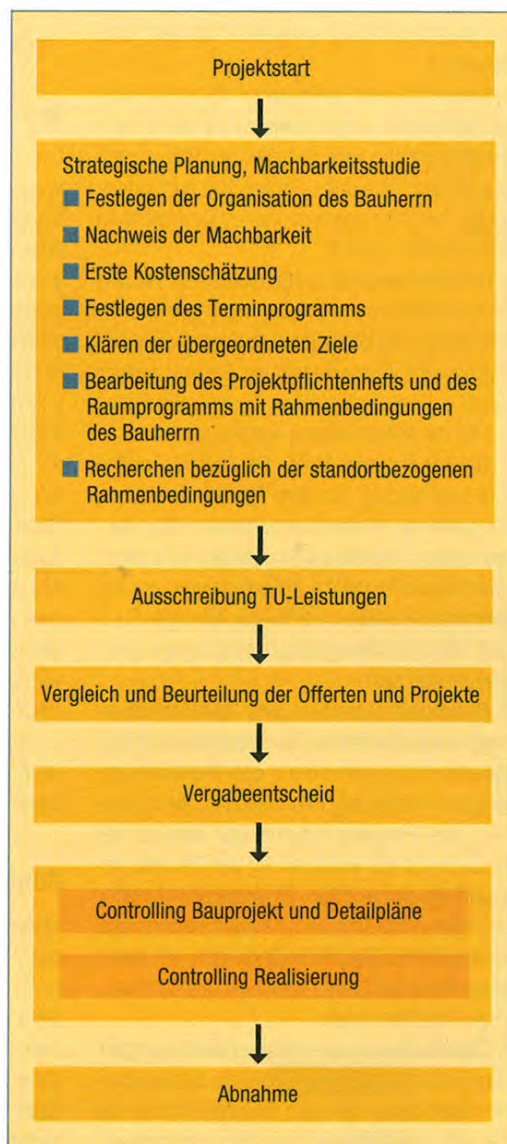 Projektstart
Strategische Planung, Machbarkeitsstudie
Festlegen der Organisation des Bauherrn
Nachweis der Machbarkeit
Erste Kostenschätzung
Festlegen des Terminprogramms
Klären der übergeordneten Ziele
Bearbeitung des Projektpflichtenhefts und des
Raumprogramms mit Rahmenbedingungen
des Bauherrn
Recherchen bezüglich der standortbezogenen
Rahmenbedingungen
Ausschreibung TU-Leistungen
Vergleich und Beurteilung der Offerten und Projekte
Vergabeentscheid
Controlling Bauprojekt und Detailpläne
Controlling Realisierung
Abnahme